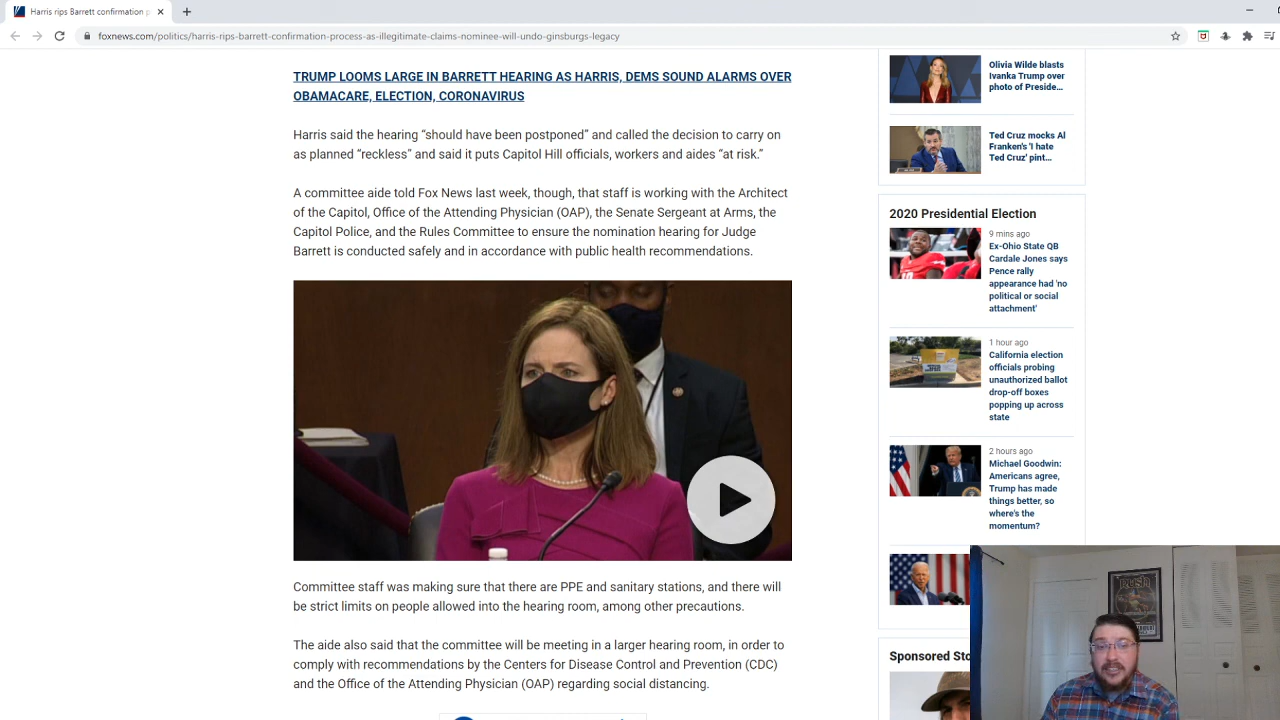 Harris rips Barrett confirmation p
foxnews.com/politics/harris-rips-barrett-confirmation-process-as-illegitimate-claims-nominee-will-undo-ginsburgs-legacy
TRUMP LOOMS LARGE IN BARRETT HEARING AS HARRIS, DEMS SOUND ALARMS OVER
OBAMACARE, ELECTION, CORONAVIRUS
Harris said the hearing “should have been postponed” and called the decision to carry on
as planned “reckless” and said it puts Capitol Hill officials, workers and aides “at risk.”
A committee aide told Fox News last week, though, that staff is working with the Architect
of the Capitol, Office of the Attending Physician (OAP), the Senate Sergeant at Arms, the
Capitol Police, and the Rules Committee to ensure the nomination hearing for Judge
Barrett is conducted safely and in accordance with public health recommendations.
Committee staff was making sure that there are PPE and sanitary stations, and there will
be strict limits on people allowed into the hearing room, among other precautions.
The aide also said that the committee will be meeting in a larger hearing room, in order to
comply with recommendations by the Centers for Disease Control and Prevention (CDC)
and the Office of the Attending Physician (OAP) regarding social distancing.
Olivia Wilde blasts
Ivanka Trump over
photo of Preside...
Ted Cruz mocks Al
Franken's 'I hate
Ted Cruz' pint...
2020 Presidential Election
9 mins ago
Ex-Ohio State QB
Cardale Jones says
Pence rally
appearance had 'no
political or social
attachment'
1 hour ago
California election
officials probing
unauthorized ballot
drop-off boxes
popping up across
state
2 hours ago
Michael Goodwin:
Americans agree,
Trump has made
things better, so
where's the
momentum?
Sponsored Sto
rush